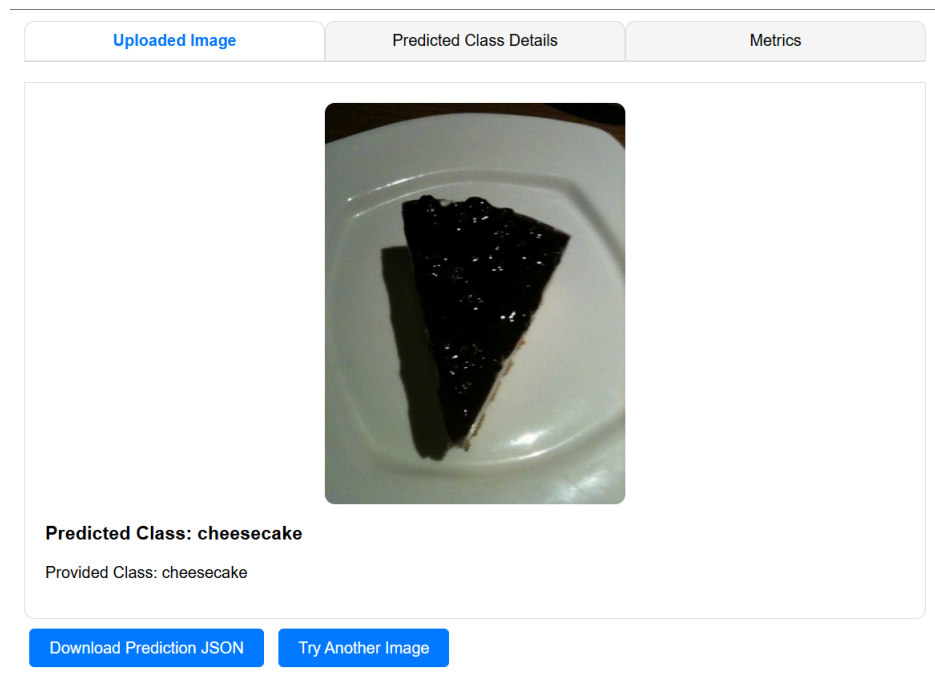 Uploaded Image
Predicted Class Details
Metrics
Predicted Class: cheesecake
Provided Class: cheesecake
Download Prediction JSON
Try Another Image